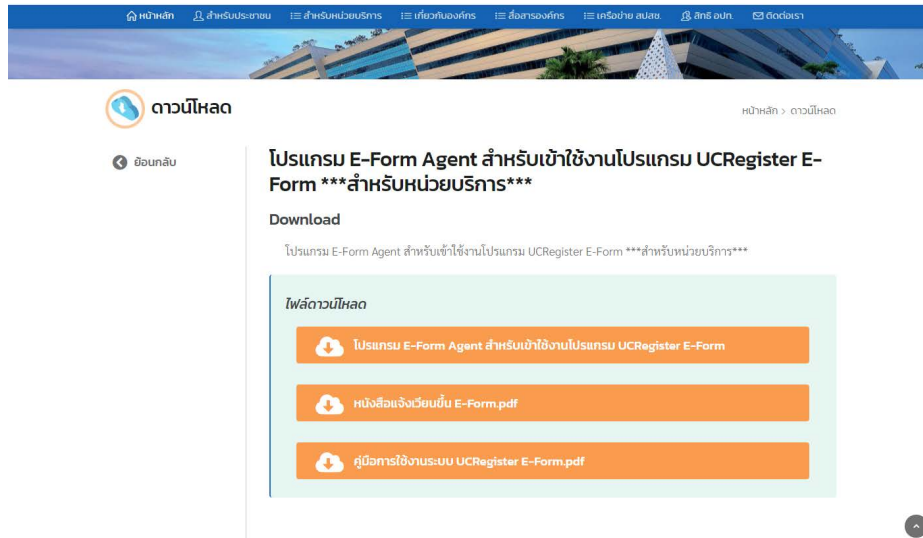 หน้าหลัก สำหรับประชาชน สำหรับหน่วยบริการ เกี่ยวกับองค์กร สื่อสารองค์กร เครือข่าย สปสช. สิทธิ อปท. ติดต่อเรา
ดาวน์โหลด
หน้าหลัก > ดาวน์โหลด
ย้อนกลับ
โปรแกรม E-Form Agent สำหรับเข้าใช้งานโปรแกรม UCRegister E-
Form ***สำหรับหน่วยบริการ***
Download
โปรแกรม E-Form Agent สำหรับเข้าใช้งานโปรแกรม UCRegister E-Form ***สำหรับหน่วยบริการ***
ไฟล์ดาวน์โหลด
โปรแกรม E-Form Agent สำหรับเข้าใช้งานโปรแกรม UCRegister E-Form
หนังสือแจ้งเวียนขึ้น E-Form.pdf
คู่มือการใช้งานระบบ UCRegister E-Form.pdf